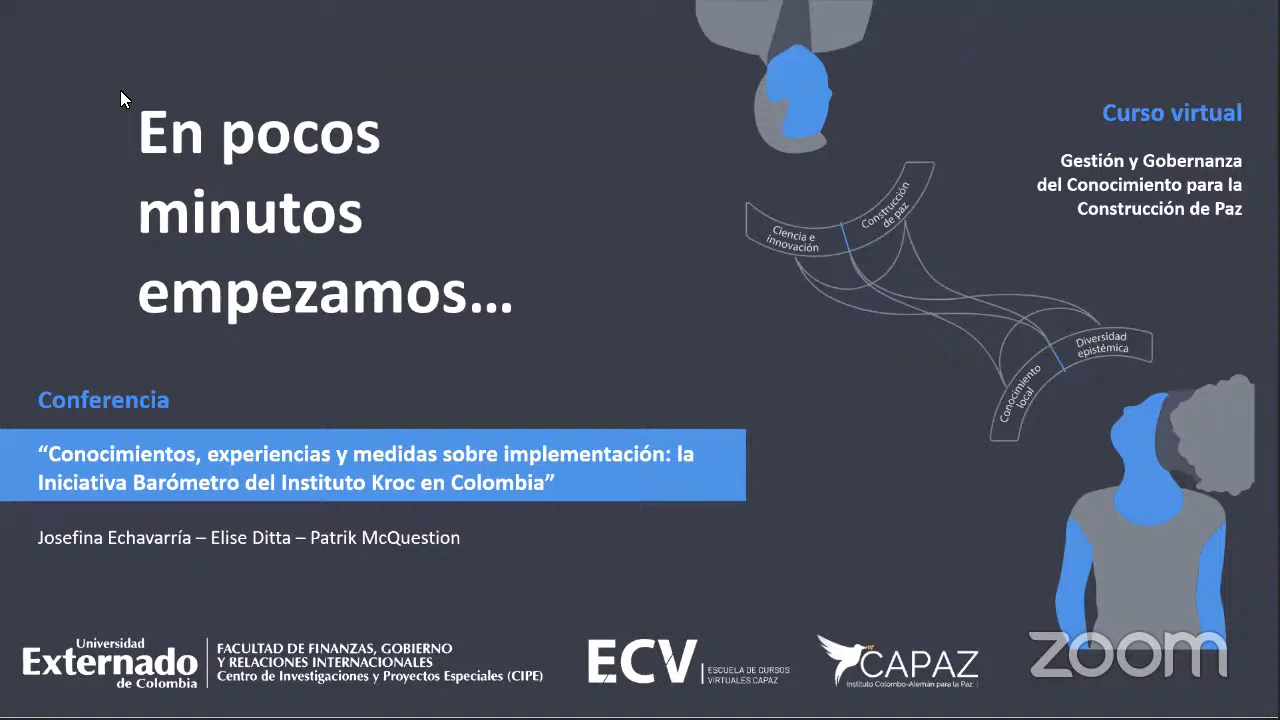 En pocos
minutos
empezamos...
Curso virtual
Gestión y Gobernanza
del Conocimiento para la
Construcción de Paz
Ciencia e
innovación
Construcción
de paz
Diversidad
epistémica
Conocimiento
local
Conferencia
“Conocimientos, experiencias y medidas sobre implementación: la
Iniciativa Barómetro del Instituto Kroc en Colombia”
Josefina Echavarría – Elise Ditta – Patrik McQuestion
Universidad
Externado
de Colombia
FACULTAD DE FINANZAS, GOBIERNO
Y RELACIONES INTERNACIONALES
Centro de Investigaciones y Proyectos Especiales (CIPE)
ECV
ESCUELA DE CURSOS
VIRTUALES CAPAZ
CAPAZ
Instituto Colombo-Alemán para la Paz
zoom